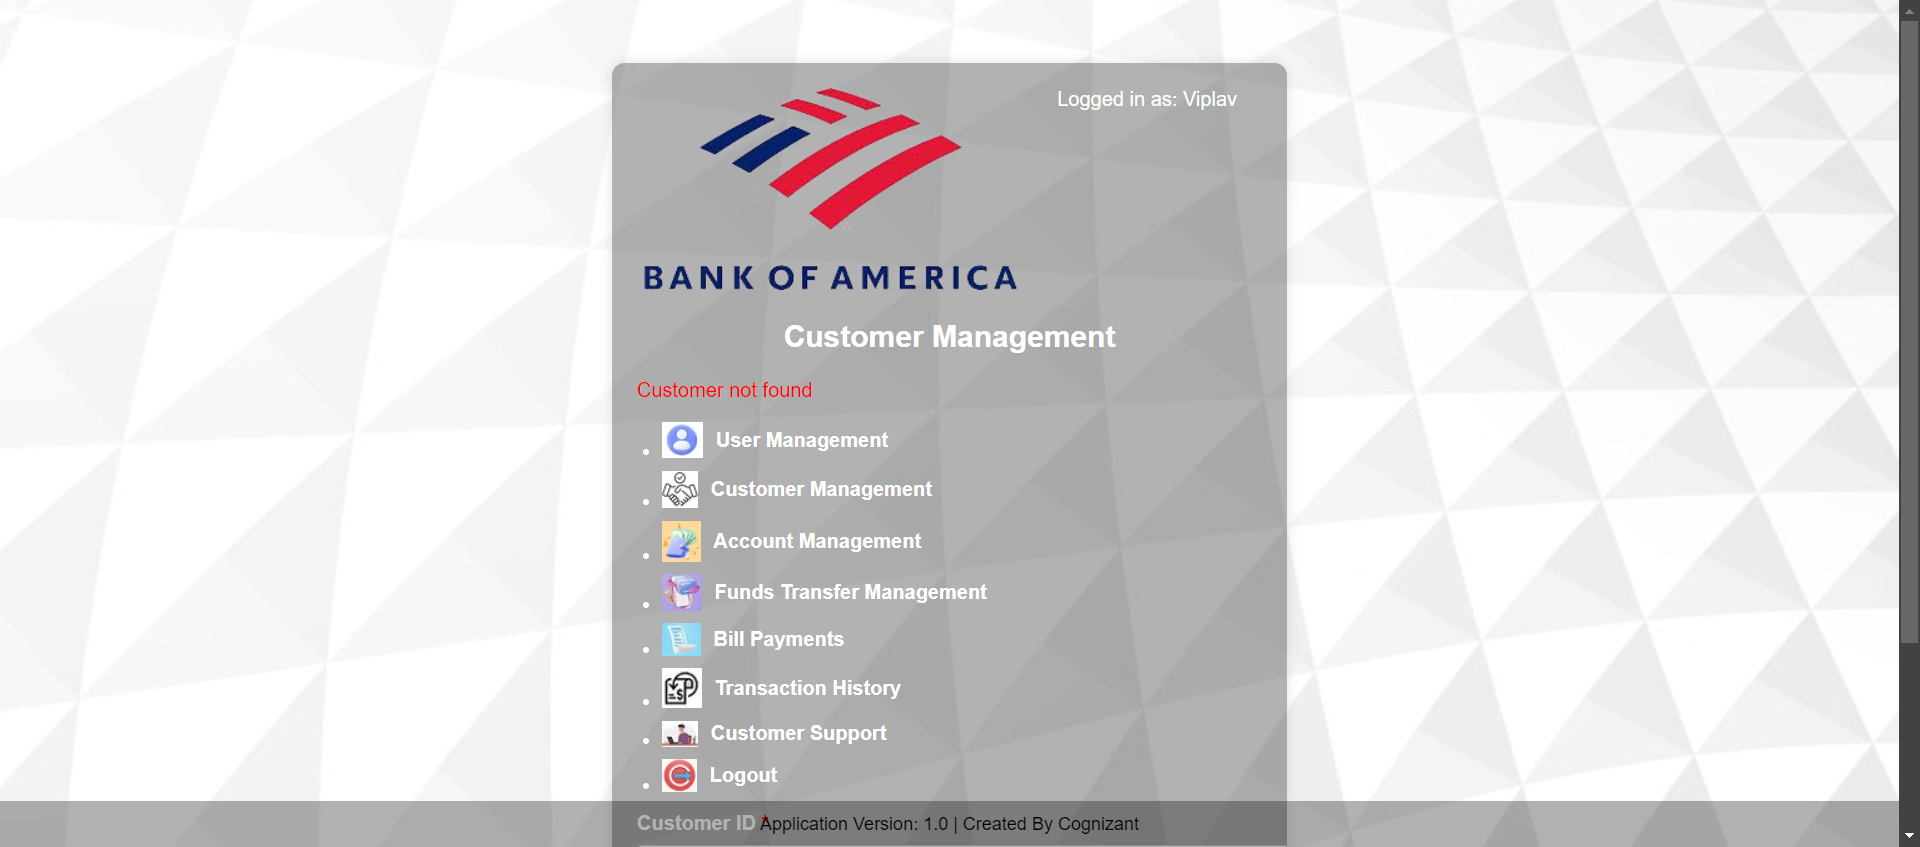 Logged in as: Viplav
BANK OF AMERICA
Customer Management
Customer not found
User Management
Customer Management
Account Management
Funds Transfer Management
Bill Payments
Transaction History
Customer Support
Logout
Customer ID *
Application Version: 1.0 | Created By Cognizant